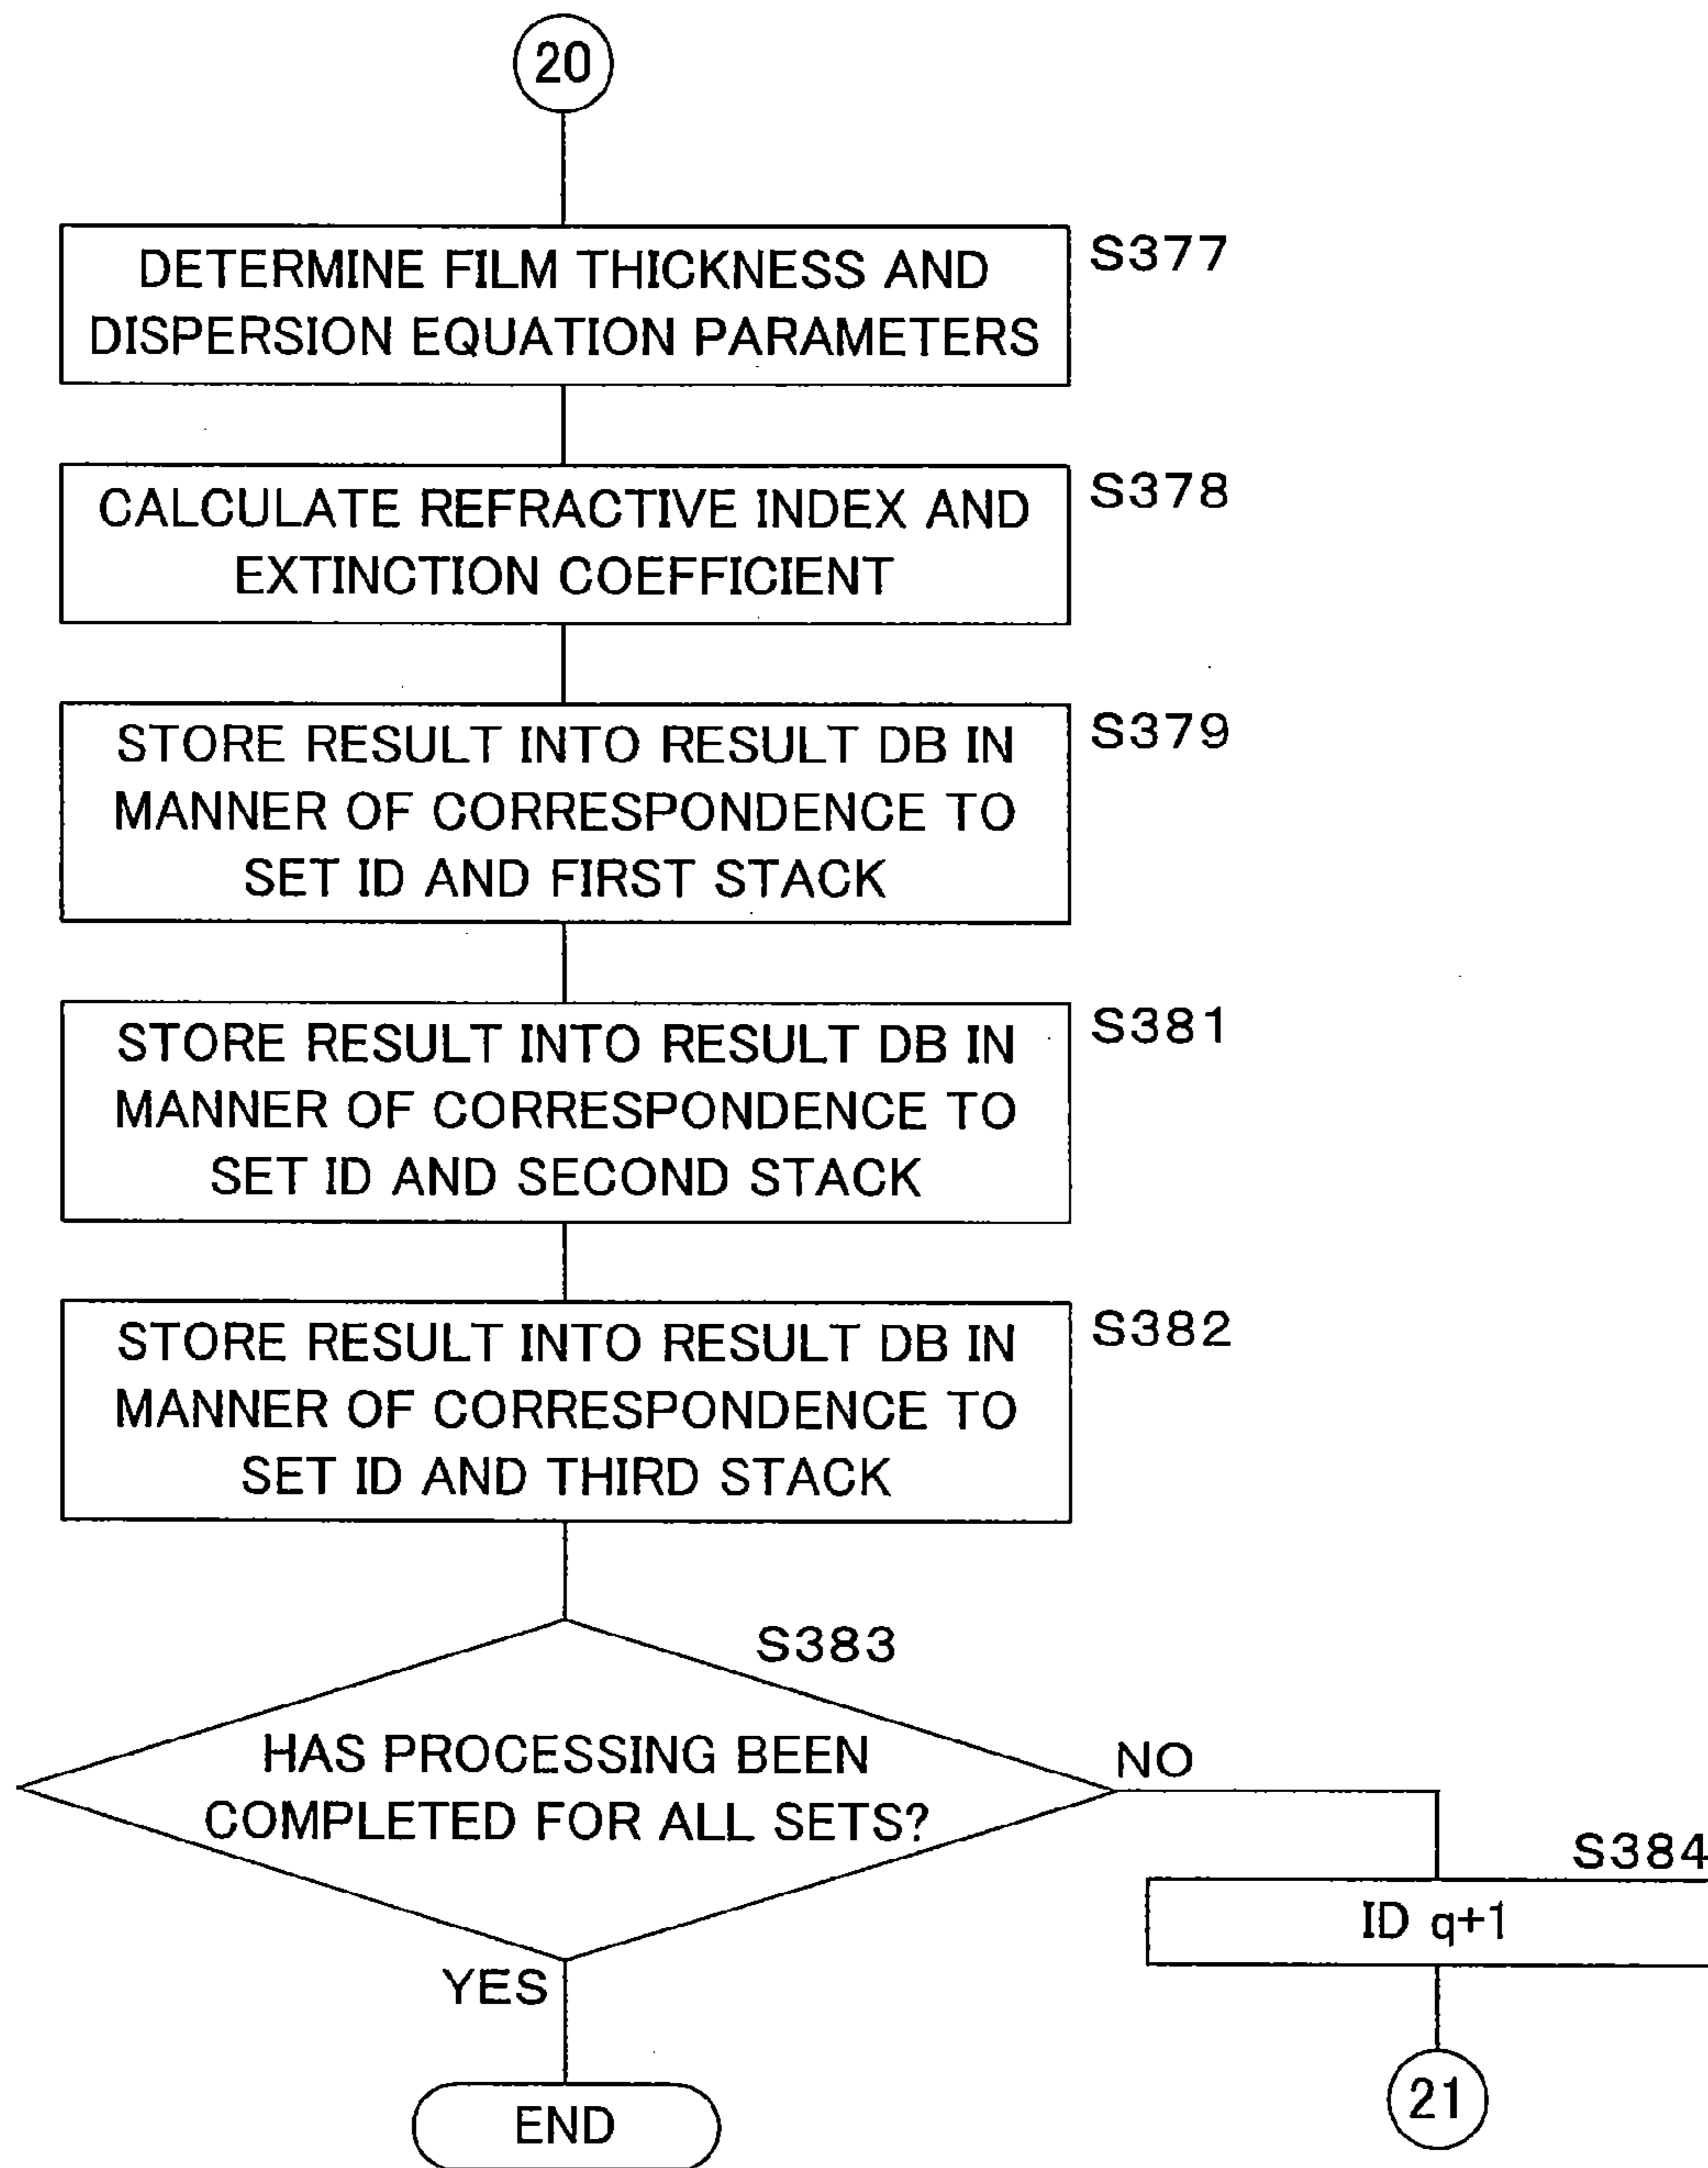 20
DETERMINE FILM THICKNESS AND
DISPERSION EQUATION PARAMETERS
S377
CALCULATE REFRACTIVE INDEX AND
EXTINCTION COEFFICIENT
S378
STORE RESULT INTO RESULT DB IN
MANNER OF CORRESPONDENCE TO
SET ID AND FIRST STACK
S379
STORE RESULT INTO RESULT DB IN
MANNER OF CORRESPONDENCE TO
SET ID AND SECOND STACK
S381
STORE RESULT INTO RESULT DB IN
MANNER OF CORRESPONDENCE TO
SET ID AND THIRD STACK
S382
S383
HAS PROCESSING BEEN
COMPLETED FOR ALL SETS?
NO
S384
ID q+1
YES
END
21